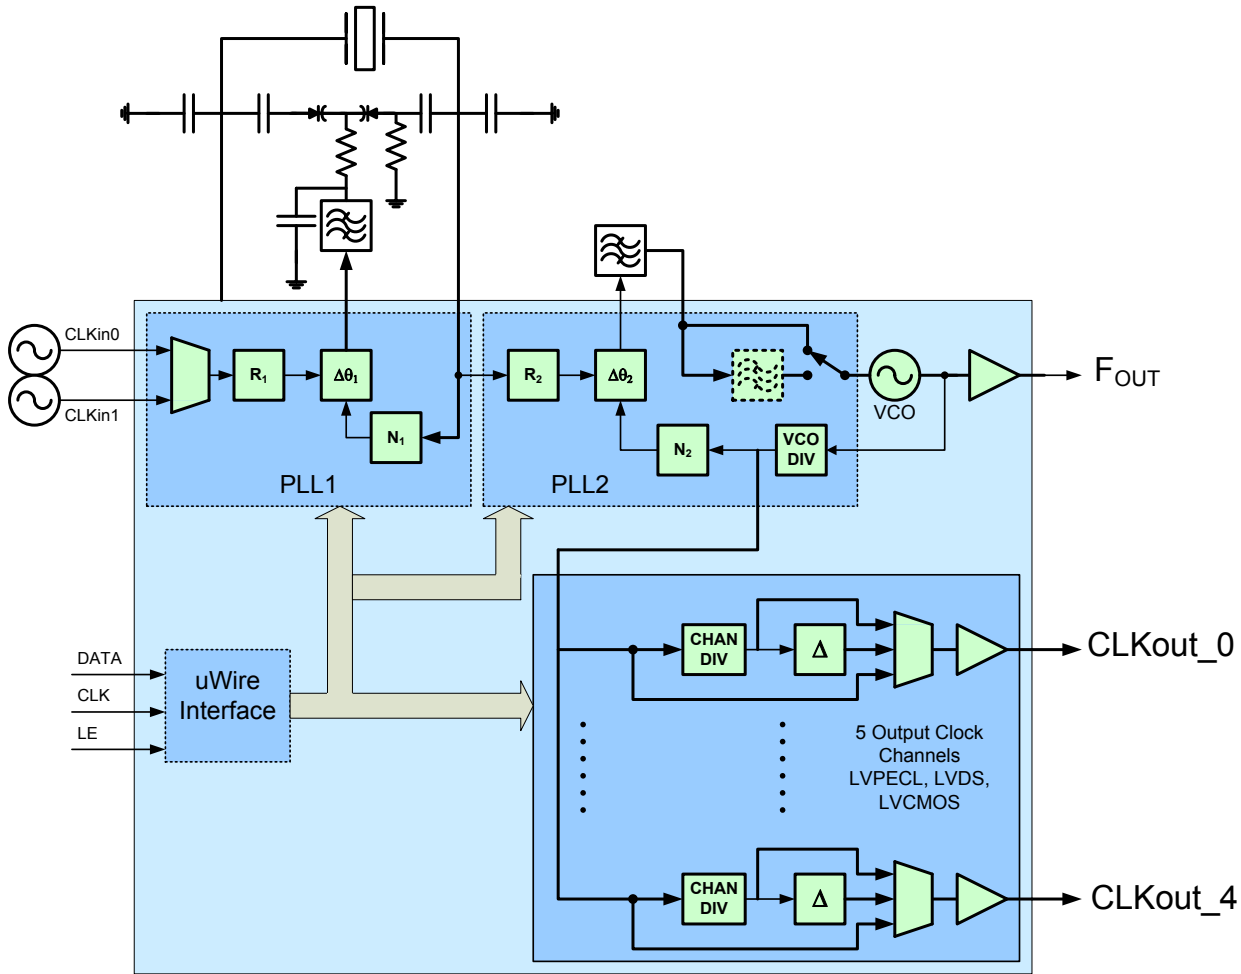 CLKin0
CLKin1
R₁
Δθ₁
N₁
PLL1
R₂
Δθ₂
N₂
VCO
DIV
PLL2
VCO
F_OUT
DATA
CLK
LE
uWire
Interface
CHAN
DIV
Δ
CLKout_0
5 Output Clock
Channels
LVPECL, LVDS,
LVCMOS
CHAN
DIV
Δ
CLKout_4